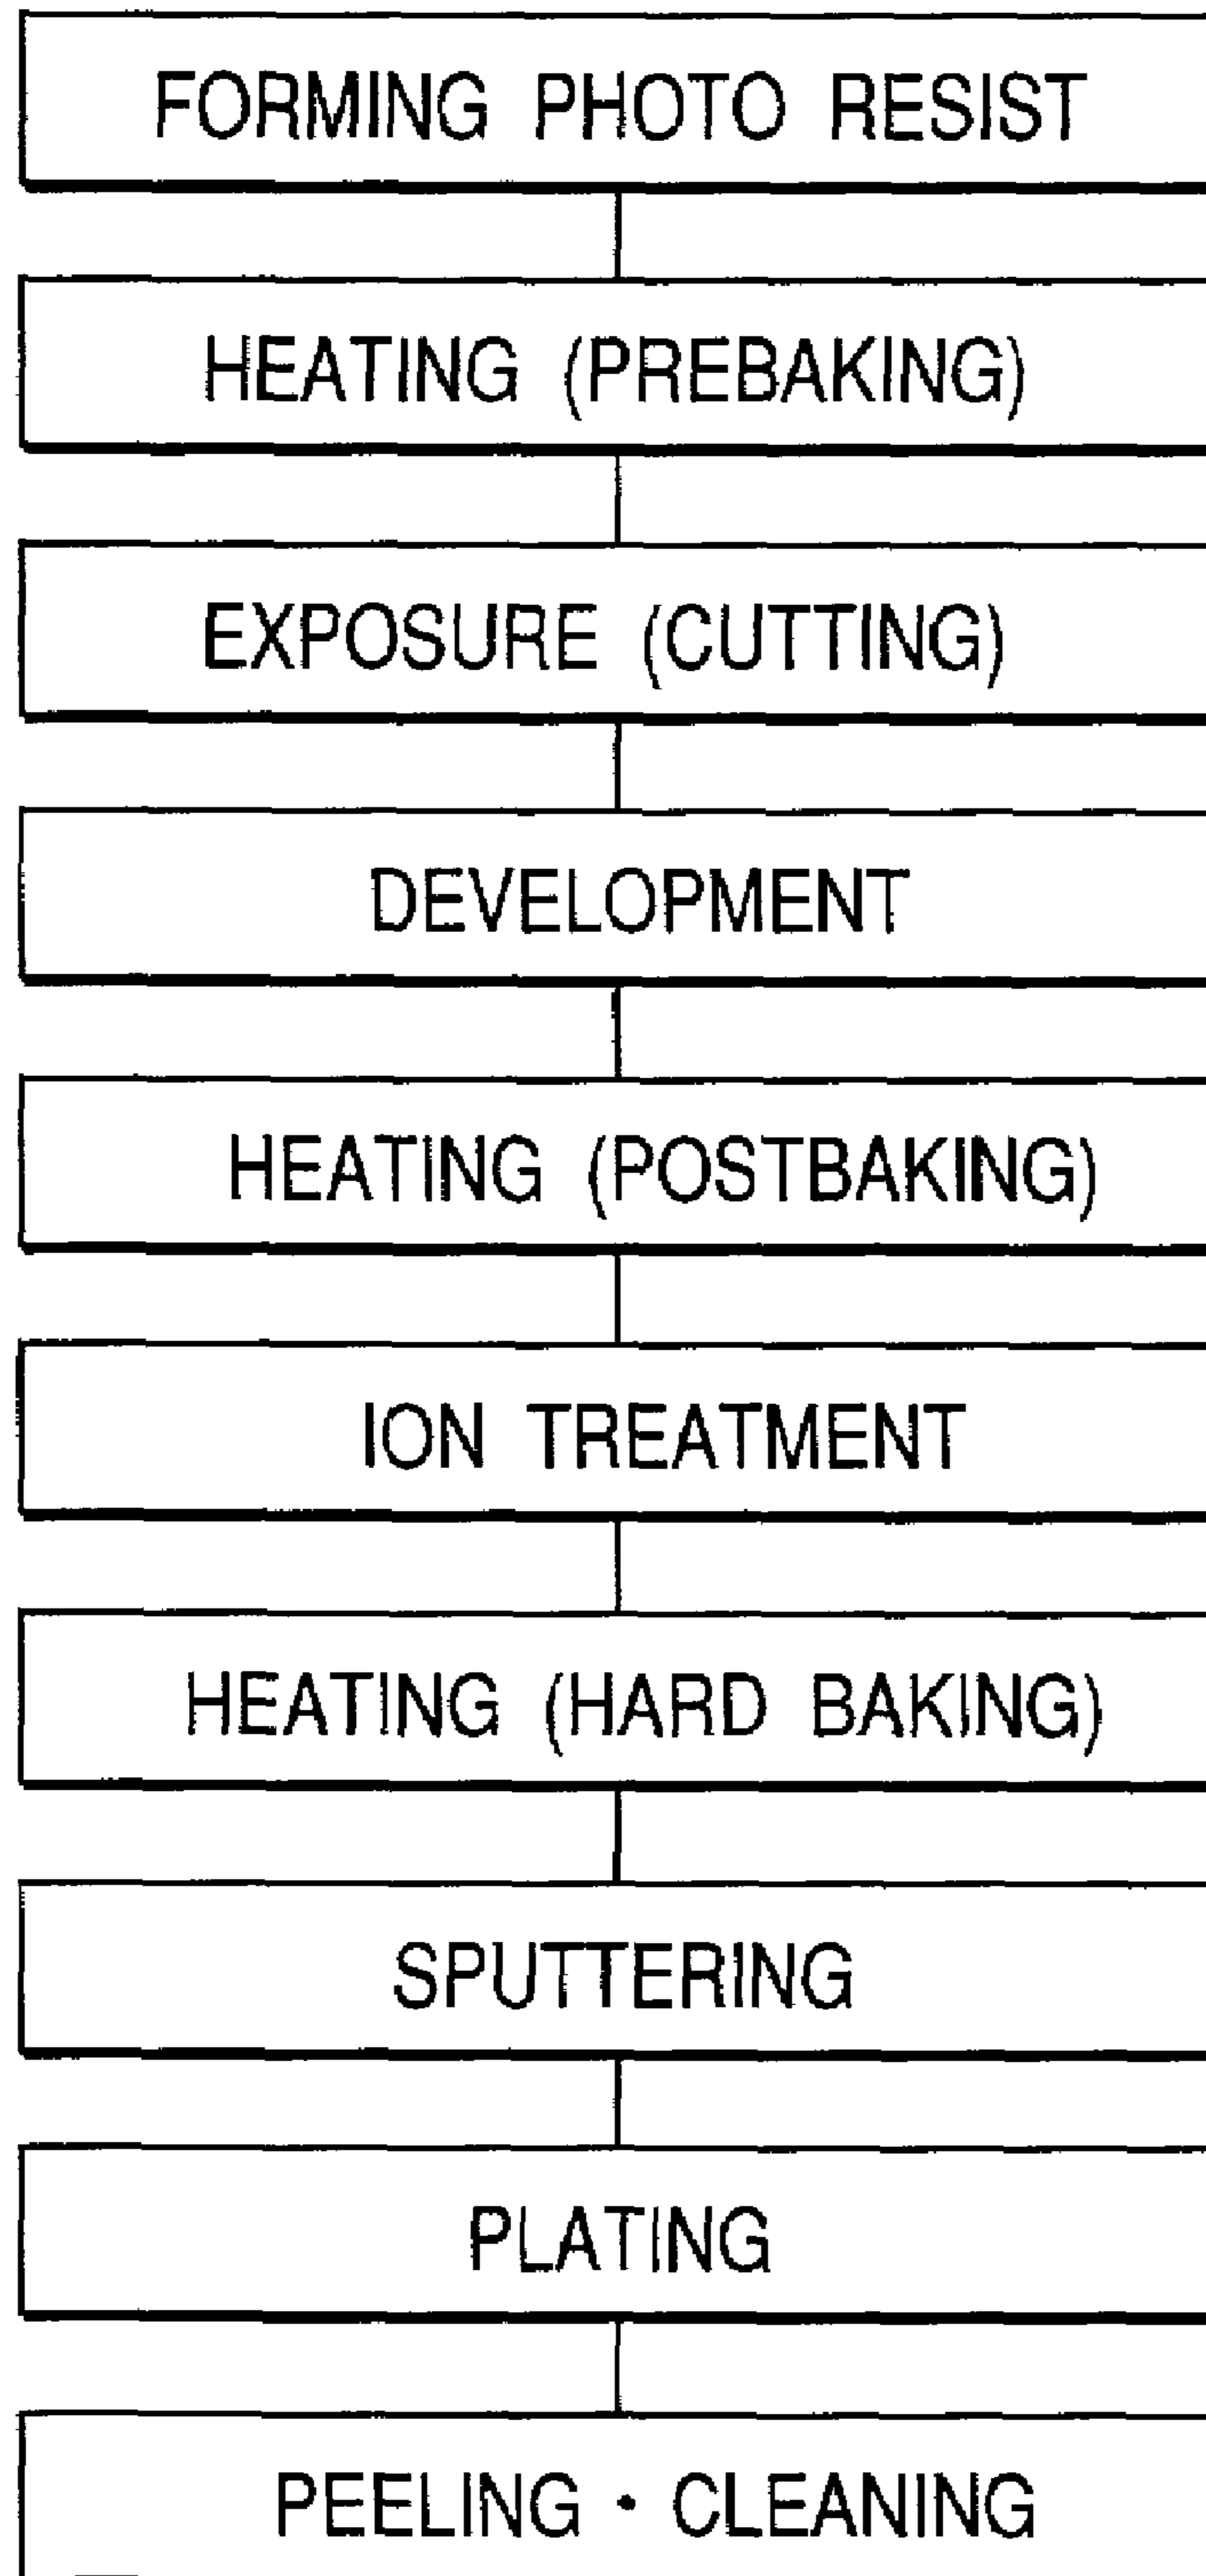 FORMING PHOTO RESIST
HEATING (PREBAKING)
EXPOSURE (CUTTING)
DEVELOPMENT
HEATING (POSTBAKING)
ION TREATMENT
HEATING (HARD BAKING)
SPUTTERING
PLATING
PEELING・CLEANING